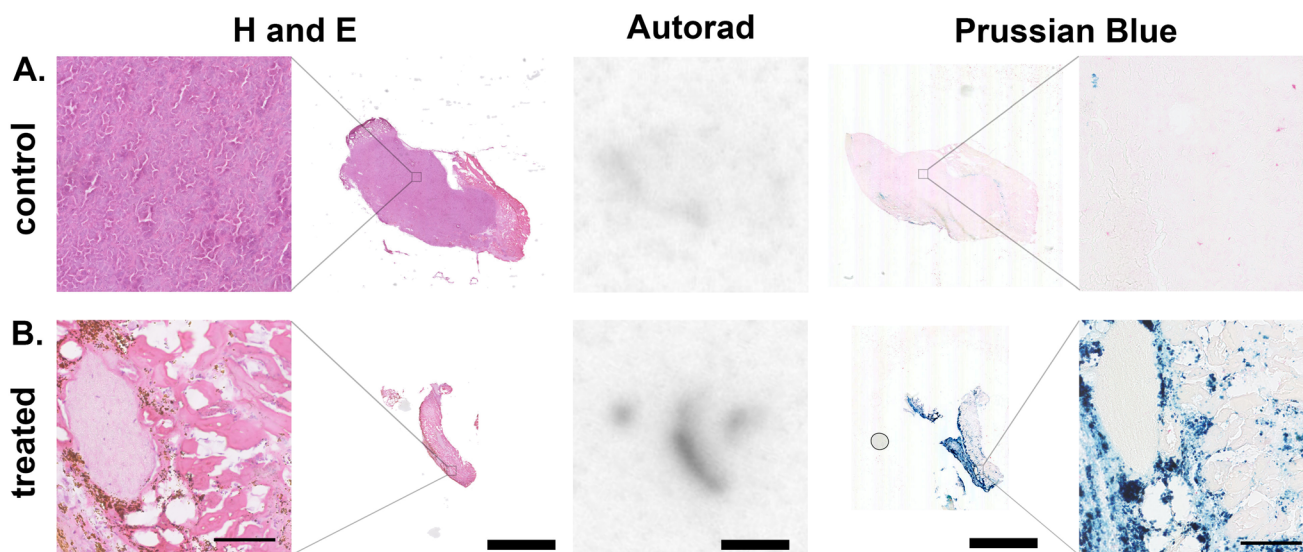 H and E
Autorad
Prussian Blue
A.
control
B.
treated